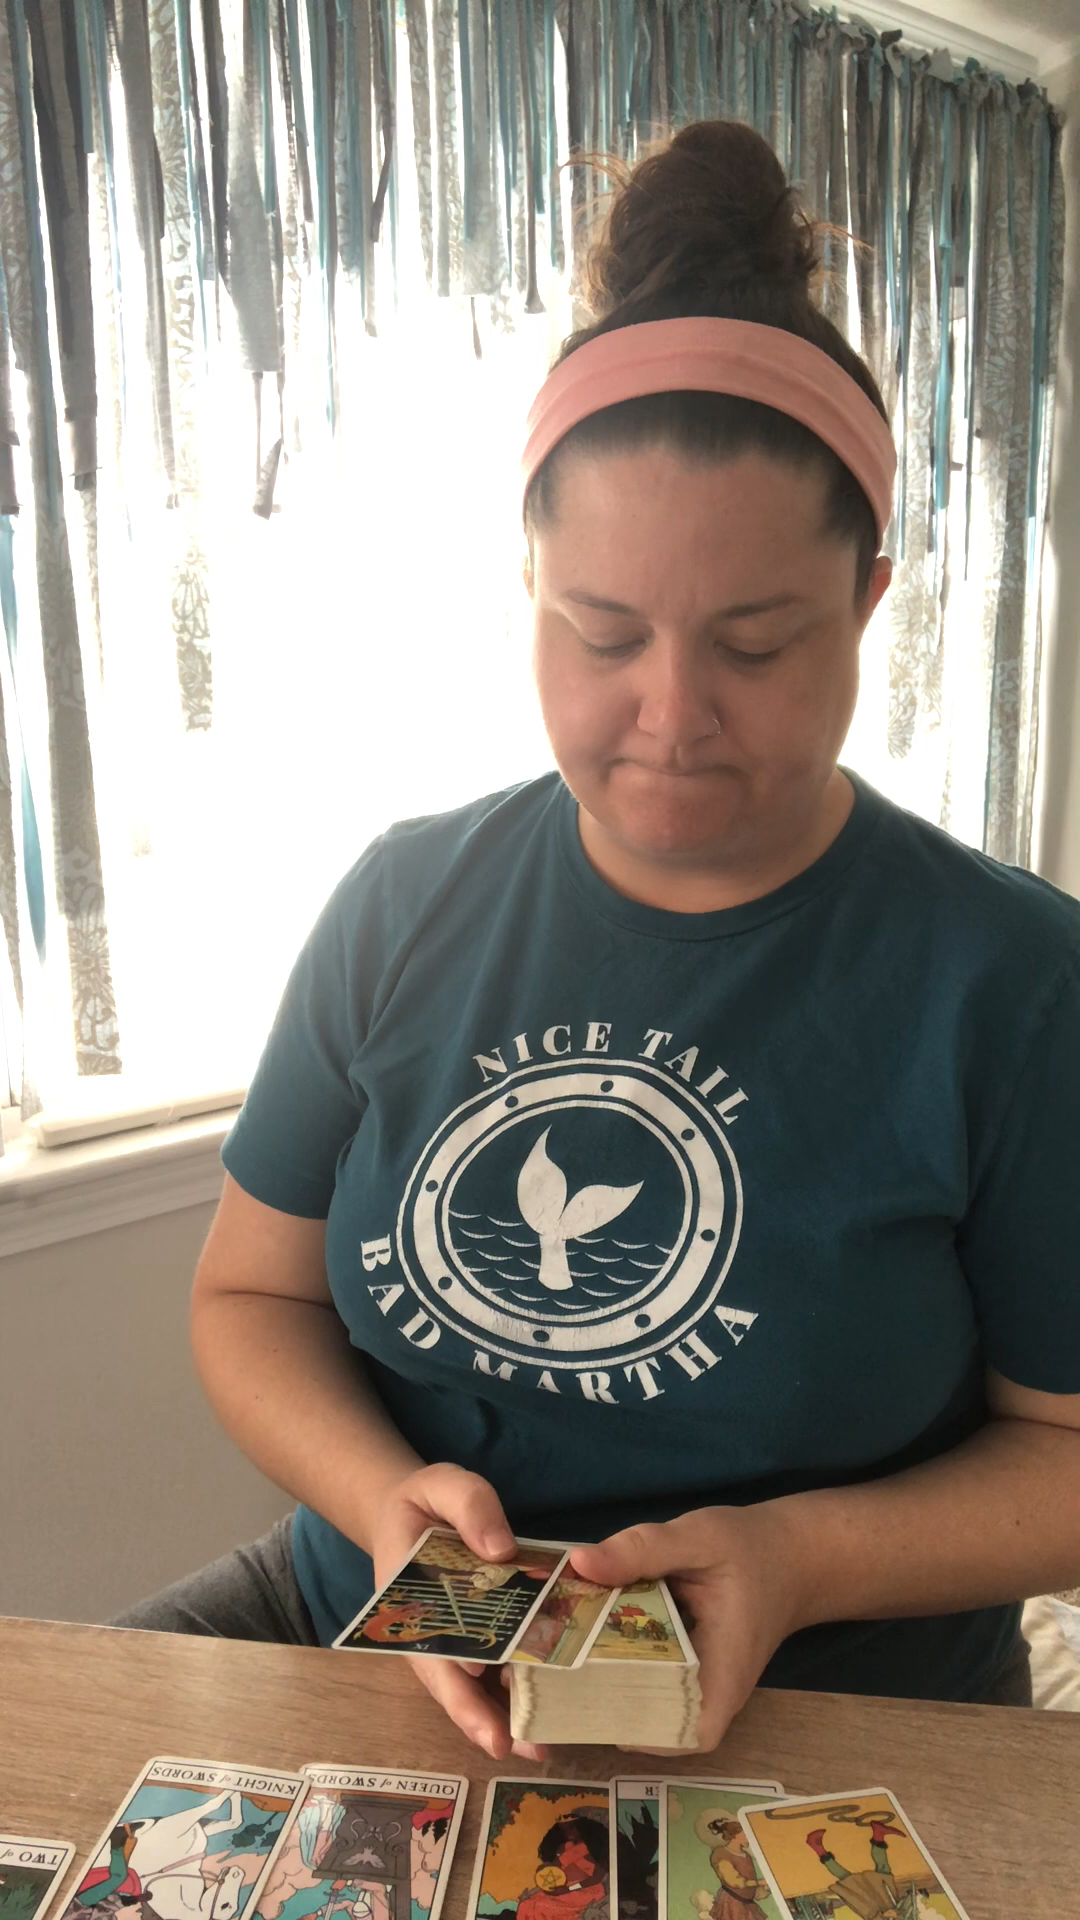 NICE TAIL
BAD MARTHA
IX
KNIGHT of SWORDS
QUEEN of SWORDS
TWO of